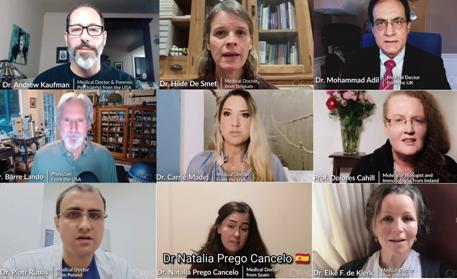 Dr. Andrew Kaufman
Medical Doctor & Forensic
Psychiatrist from the USA
Dr. Hilde De Smet
Medical Doctor
from Belgium
Dr. Mohammad Adil
Medical Doctor
from the UK
Dr. Barre Lando
Physician
from the USA
Dr. Carrie Madej
Medical Doctor
from the USA
Prof. Dolores Cahill
Molecular Biologist and
Immunologist from Ireland
Dr Natalia Prego Cancelo
Dr. Piotr Rubas
Medical Doctor
from Poland
Dr. Natalia Prego Cancelo
Medical Doctor
from Spain
Dr. Elke F. de Klerk
Medical Doctor